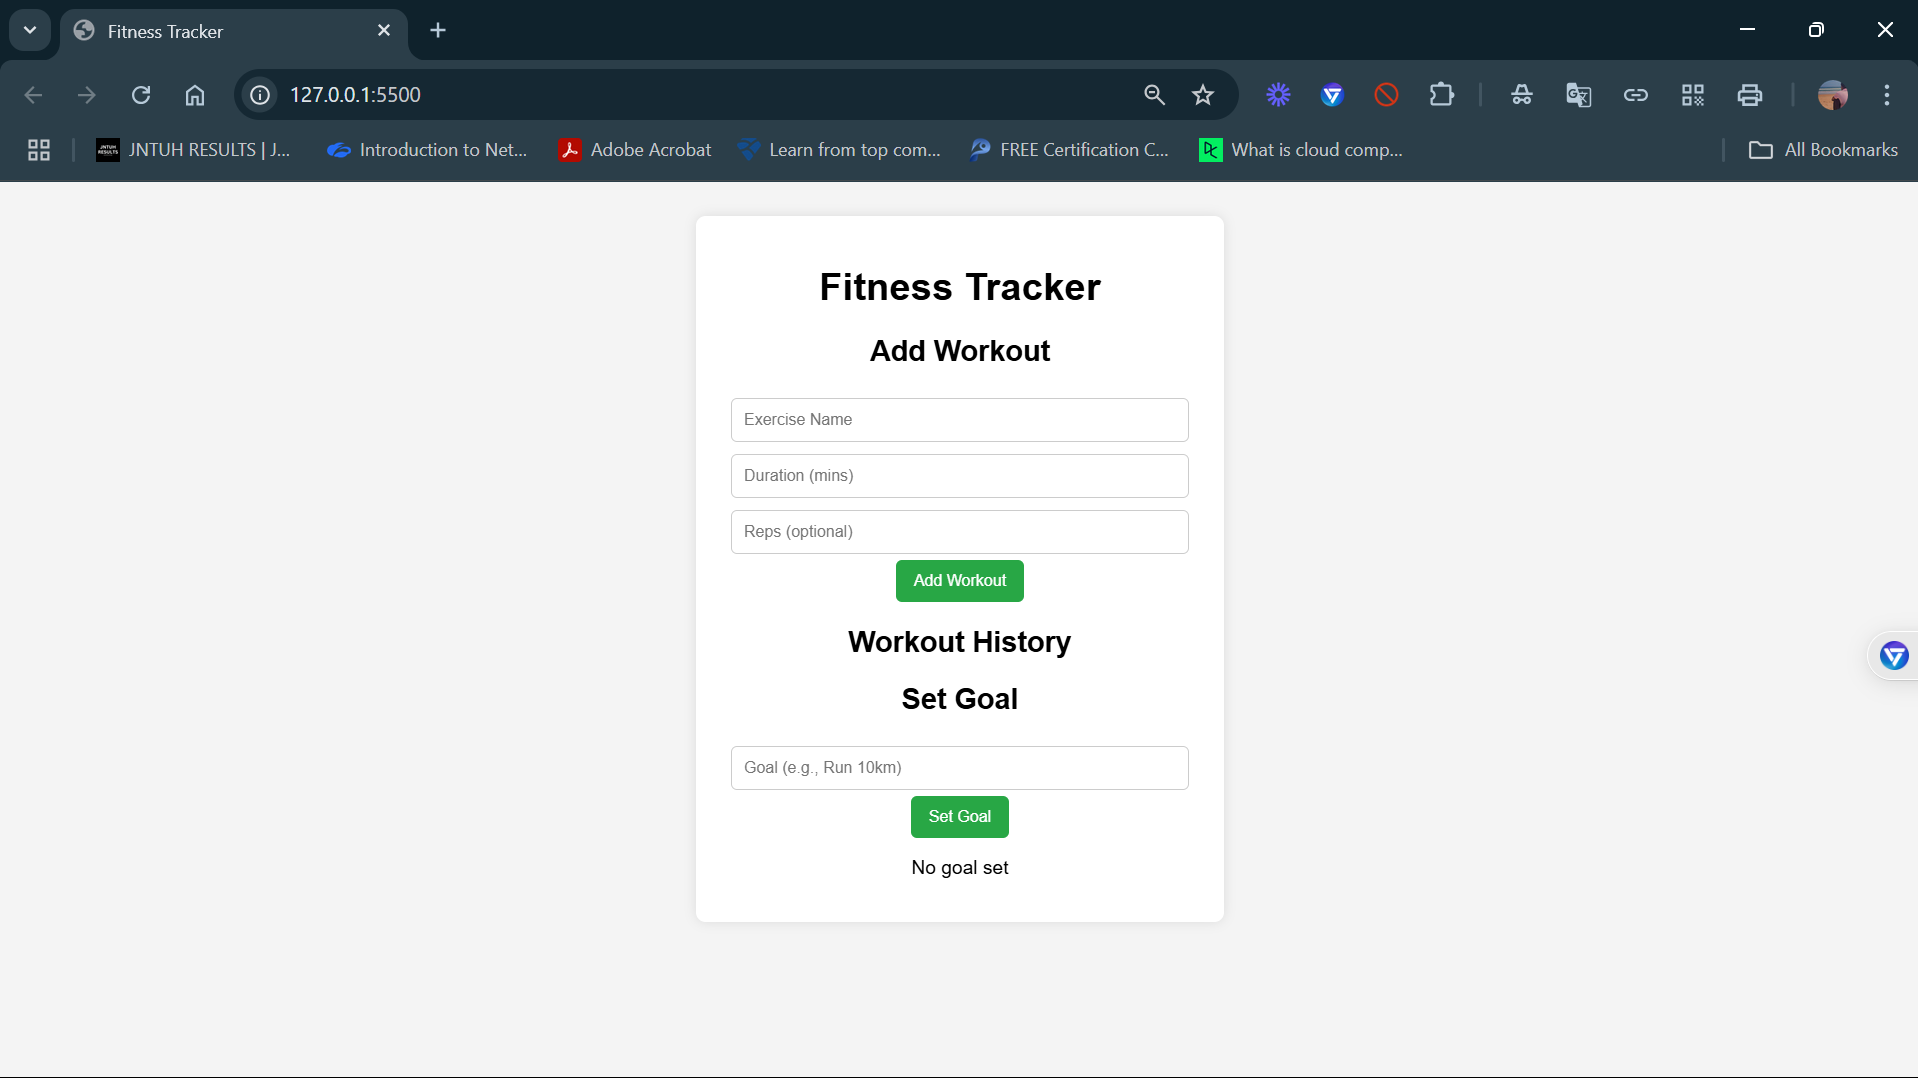 Fitness Tracker
127.0.0.1:5500
JNTUH RESULTS | J...
Introduction to Net...
Adobe Acrobat
Learn from top com...
FREE Certification C...
What is cloud comp...
All Bookmarks
Fitness Tracker
Add Workout
Exercise Name
Duration (mins)
Reps (optional)
Add Workout
Workout History
Set Goal
Goal (e.g., Run 10km)
Set Goal
No goal set